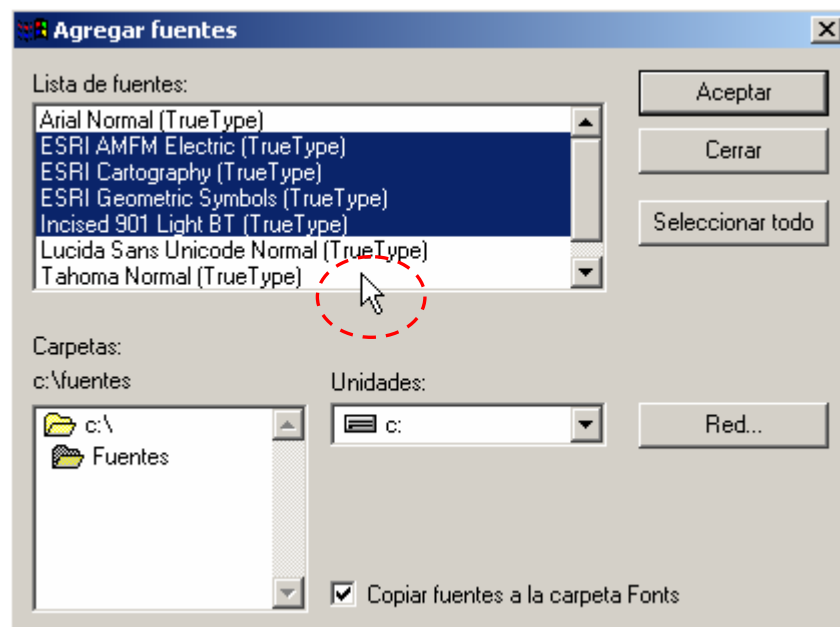 Agregar fuentes
Lista de fuentes:
Aceptar
Arial Normal (TrueType)
ESRI AMFM Electric (TrueType)
Cerrar
ESRI Cartography (TrueType)
ESRI Geometric Symbols (TrueType)
Incised 901 Light BT (TrueType)
Seleccionar todo
Lucida Sans Unicode Normal (TrueType)
Tahoma Normal (TrueType)
Carpetas:
c:\fuentes
Unidades:
c:\
c:
Red...
Fuentes
Copiar fuentes a la carpeta Fonts